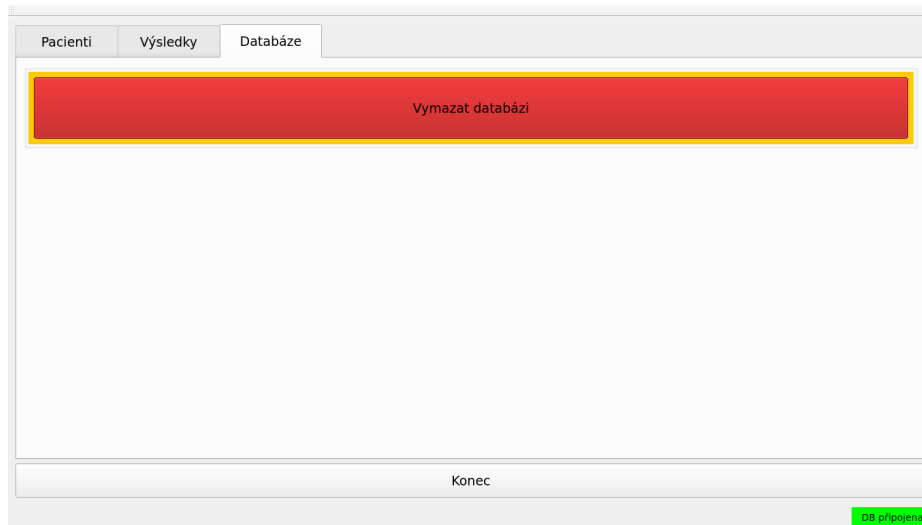 Pacienti Výsledky Databáze
Vymazat databázi
Konec
DB připojena